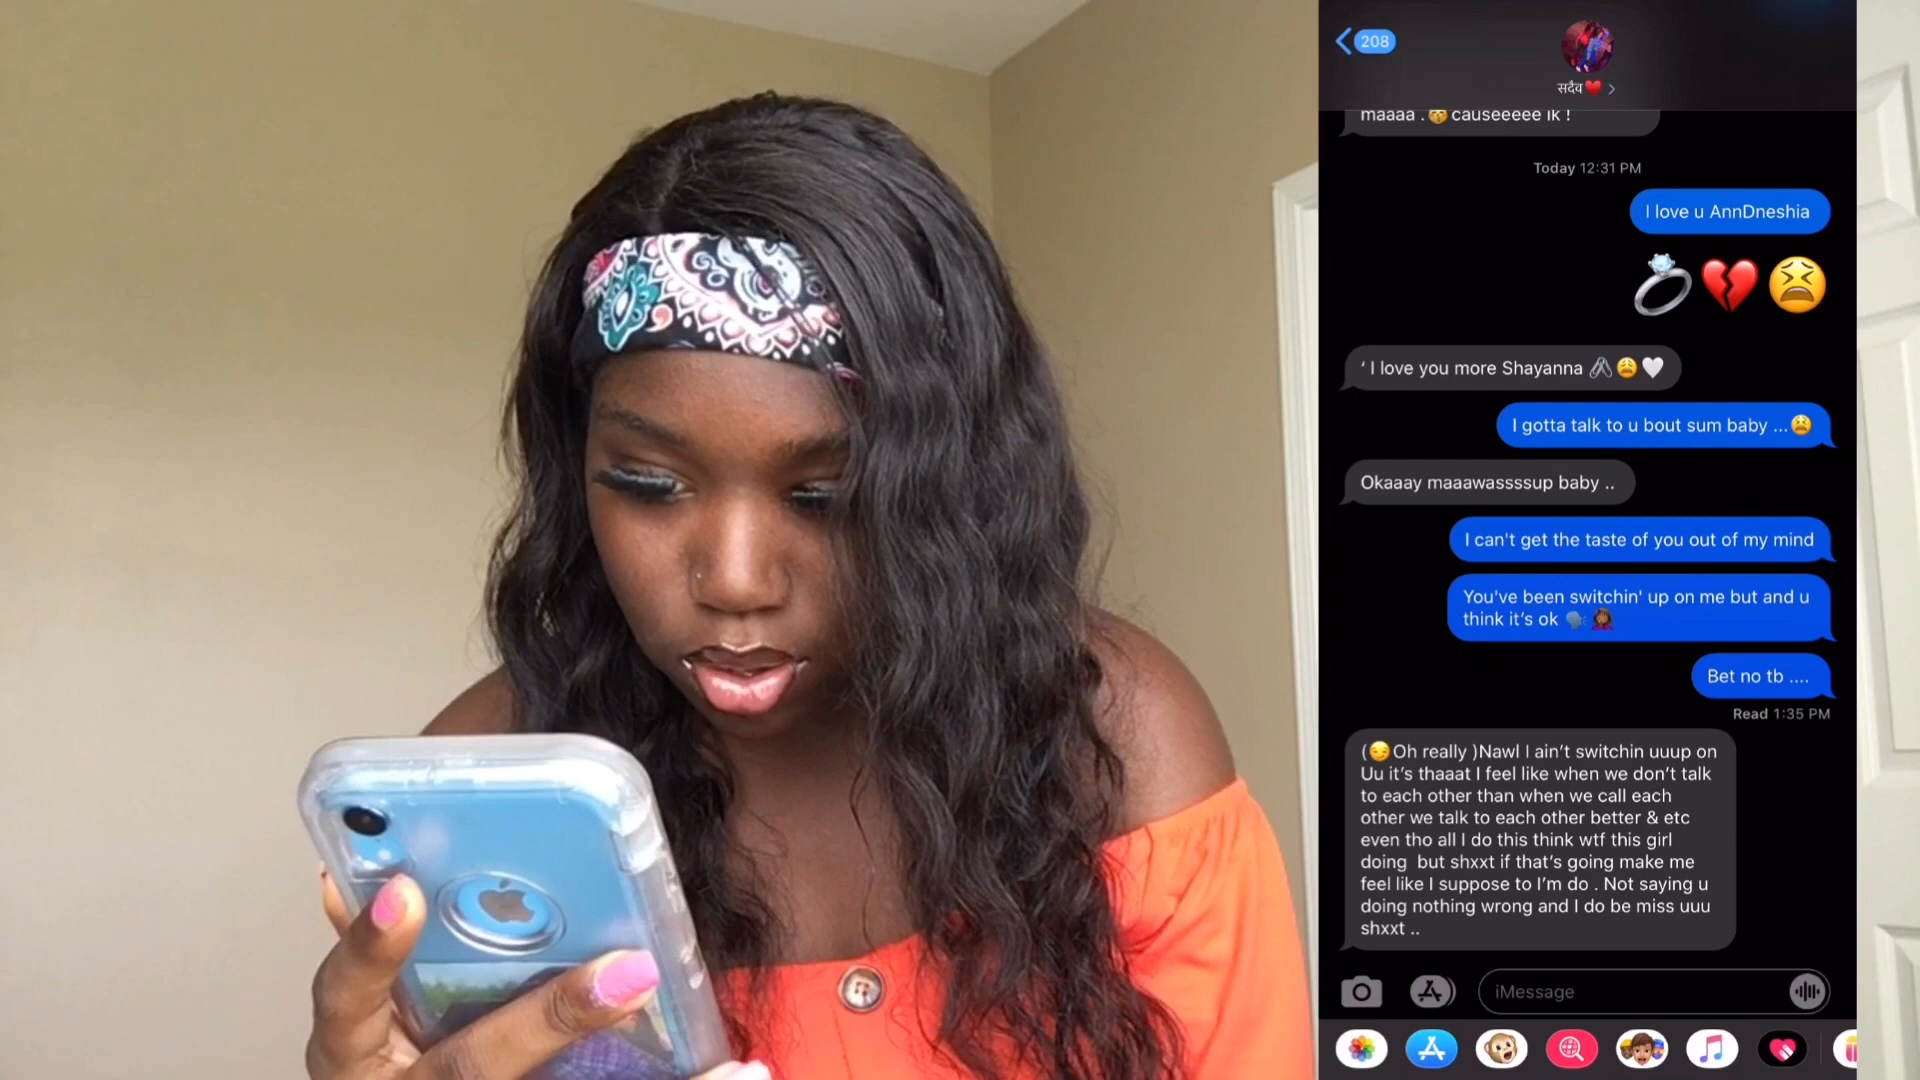 208
सदैव❤️ >
maaaa . 🤫 causeeeee ik !
Today 12:31 PM
I love u AnnDneshia
💍💔😫
‘ I love you more Shayanna 🖇😩🤍
I gotta talk to u bout sum baby ...😫
Okaaay maaawassssup baby ..
I can't get the taste of you out of my mind
You've been switchin' up on me but and u
think it’s ok 🗣🤦🏾‍♀️
Bet no tb ....
Read 1:35 PM
(😏Oh really )Nawl I ain’t switchin uuup on
Uu it’s thaaat I feel like when we don’t talk
to each other than when we call each
other we talk to each other better & etc
even tho all I do this think wtf this girl
doing  but shxxt if that’s going make me
feel like I suppose to I’m do . Not saying u
doing nothing wrong and I do be miss uuu
shxxt ..
iMessage